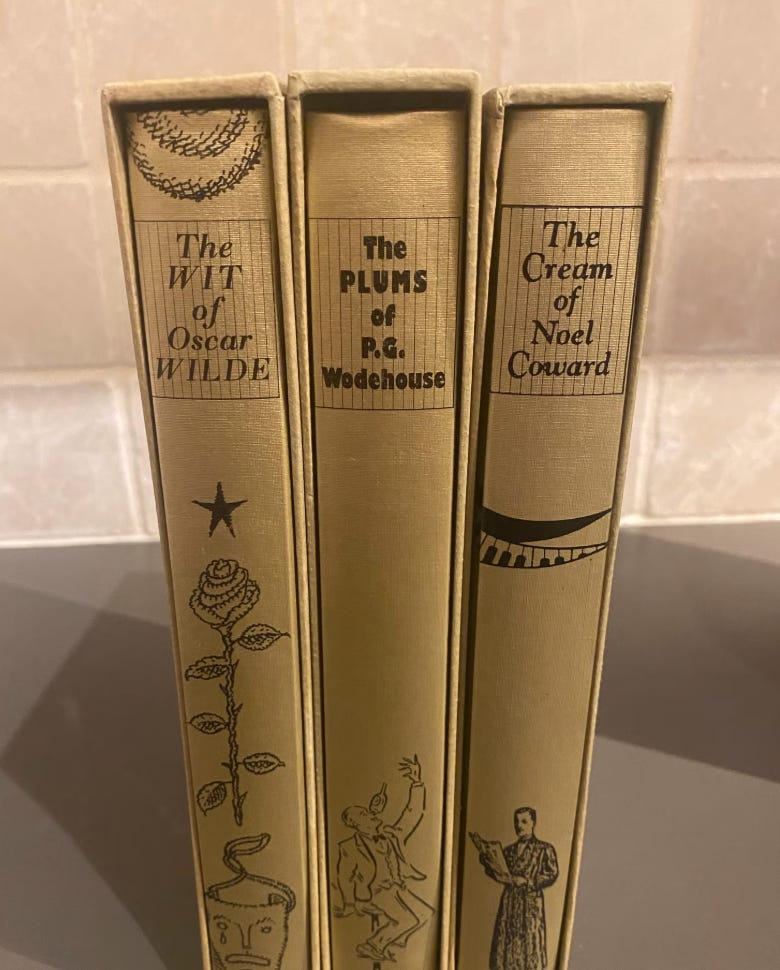 The
WIT
of
Oscar
WILDE
The
PLUMS
of
P.G.
Wodehouse
The
Cream
of
Noel
Coward